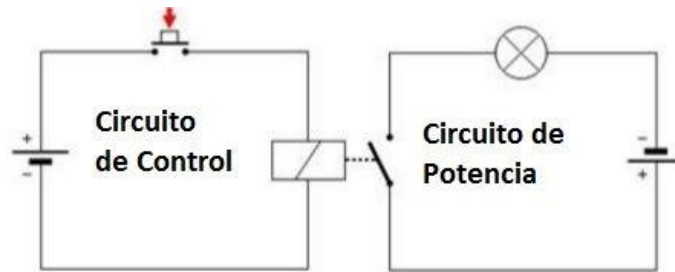 Circuito
de Control
Circuito de
Potencia
+
−
−
+